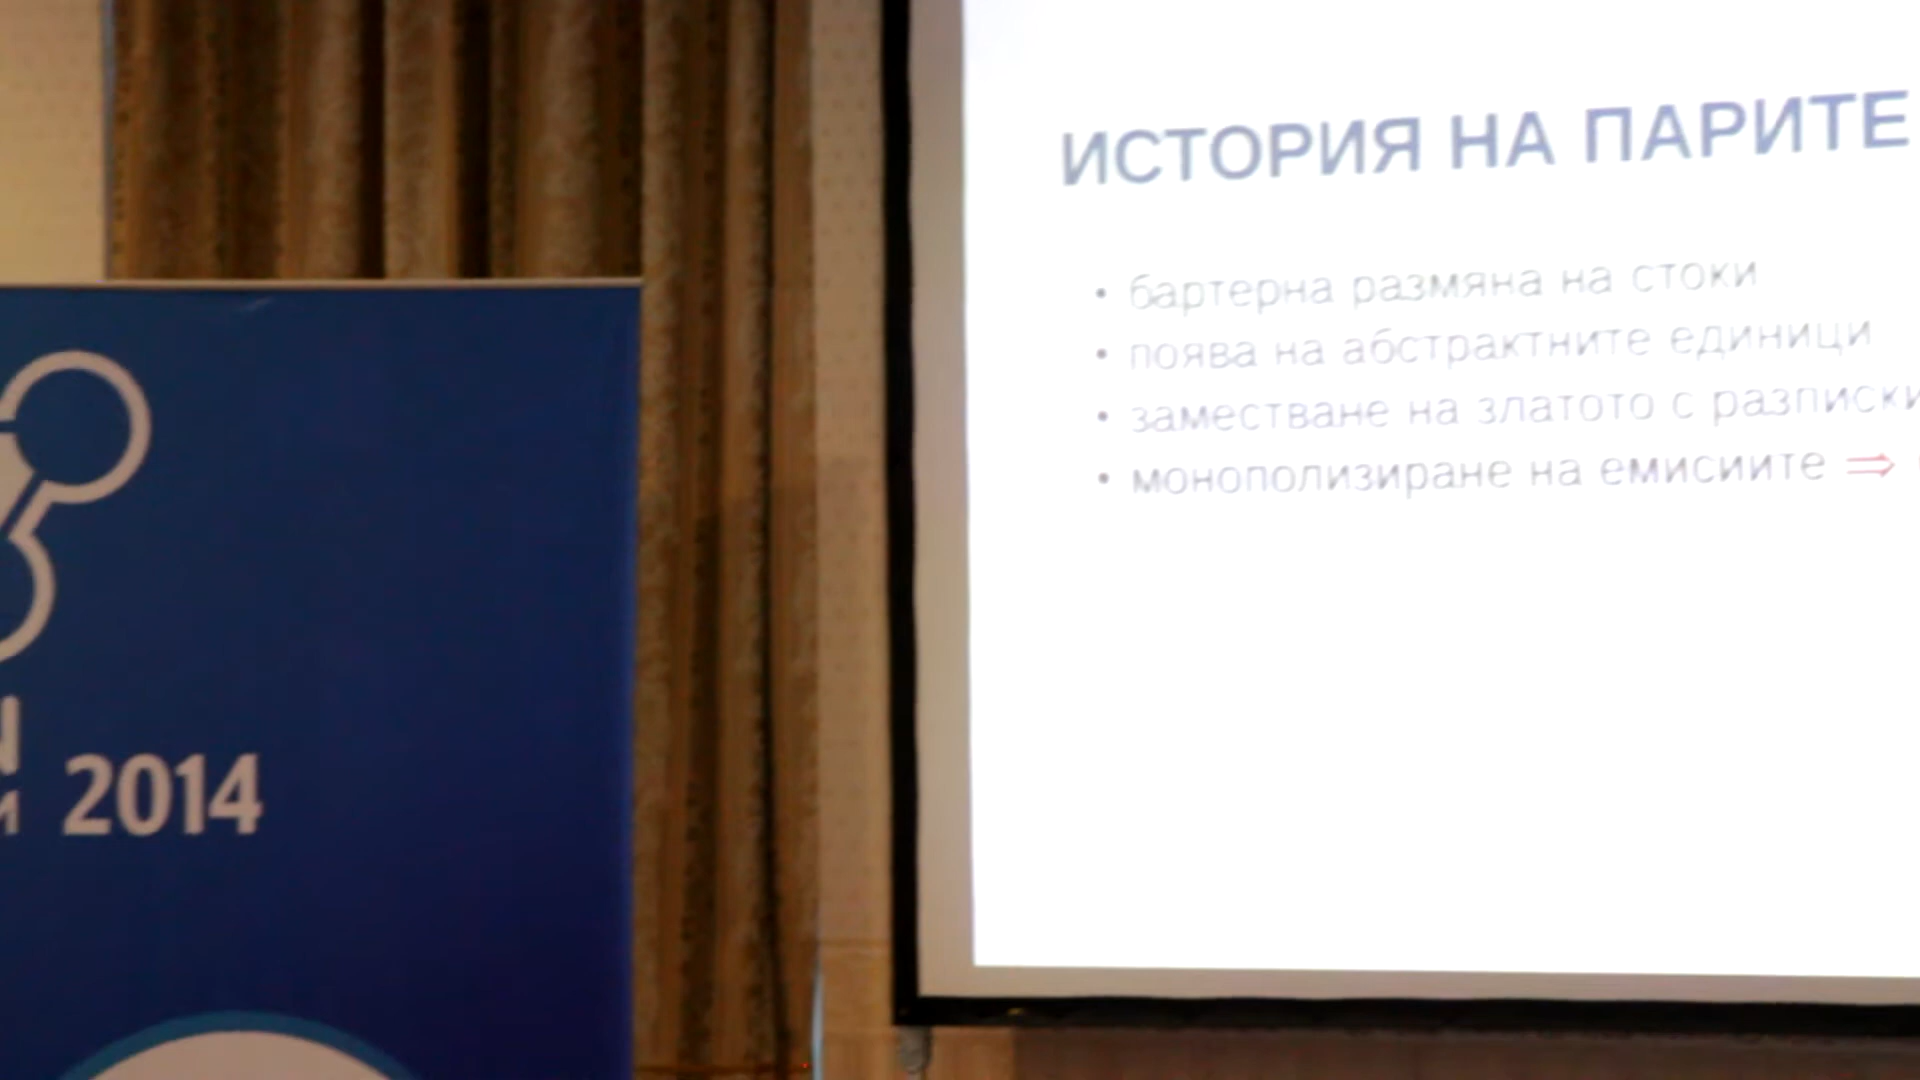 ИСТОРИЯ НА ПАРИТЕ
• бартерна размяна на стоки
• поява на абстрактните единици
• заместване на златото с разписки
• монополизиране на емисиите ⇒
2014